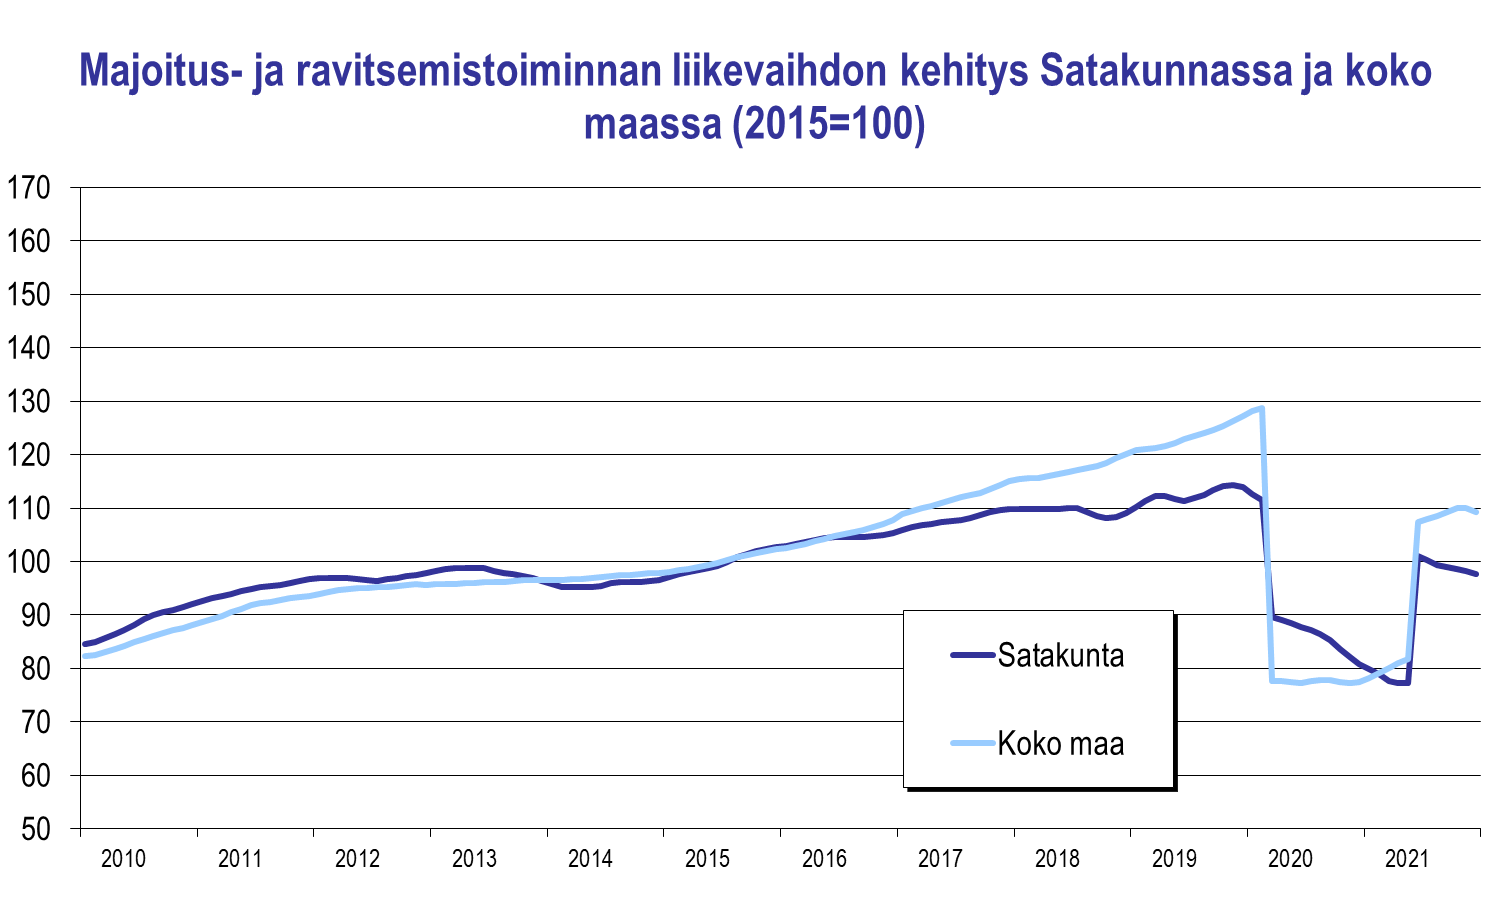 Majoitus- ja ravitsemistoiminnan liikevaihdon kehitys Satakunnassa ja koko
maassa (2015=100)
170
160
150
140
130
120
110
100
90
80
70
60
50
Satakunta
Koko maa
2010 2011 2012 2013 2014 2015 2016 2017 2018 2019 2020 2021